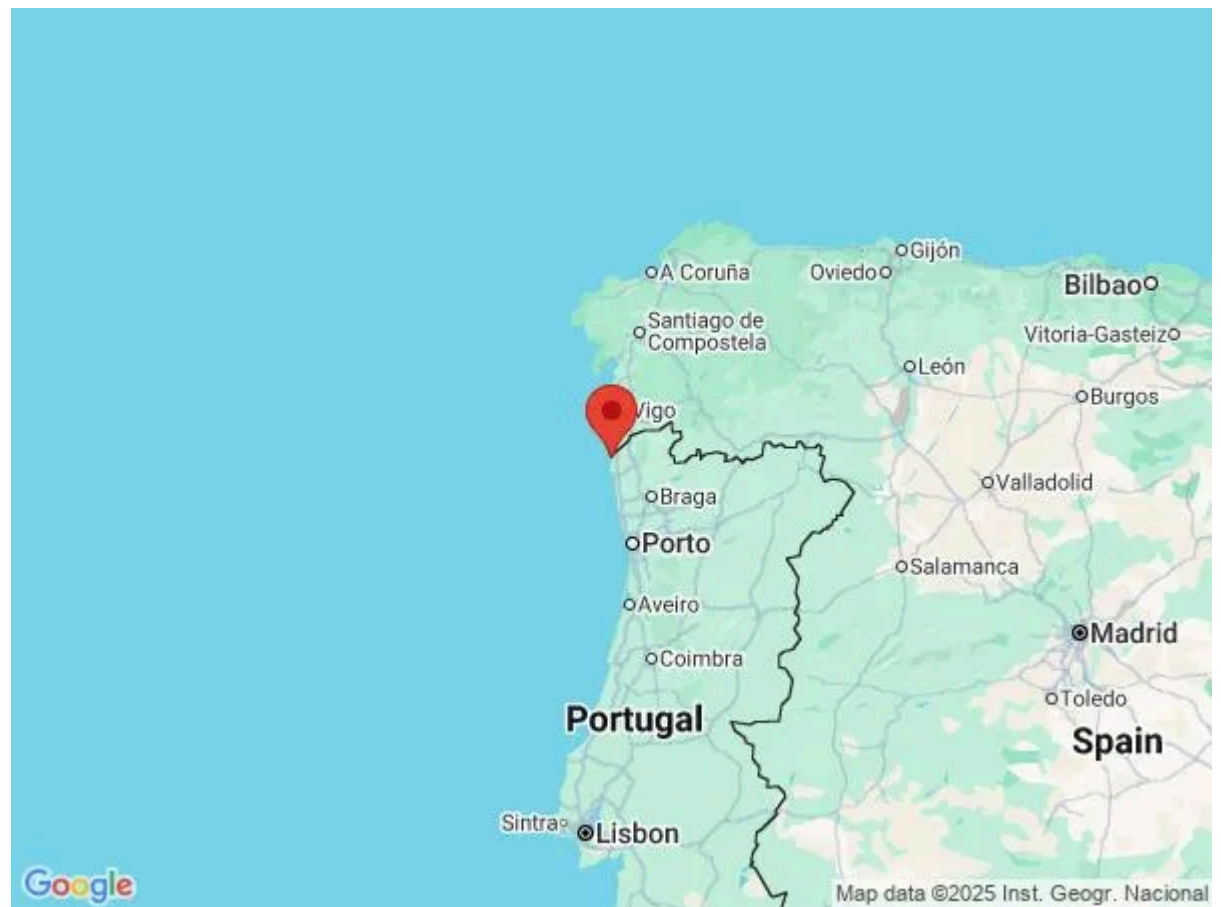 Gijón
A Coruña
Oviedo
Bilbao
Santiago de
Compostela
Vitoria-Gasteiz
León
Burgos
Vigo
Valladolid
Braga
Porto
Salamanca
Aveiro
Madrid
Coimbra
Toledo
Portugal
Spain
Sintra
Lisbon
Google
Map data ©2025 Inst. Geogr. Nacional